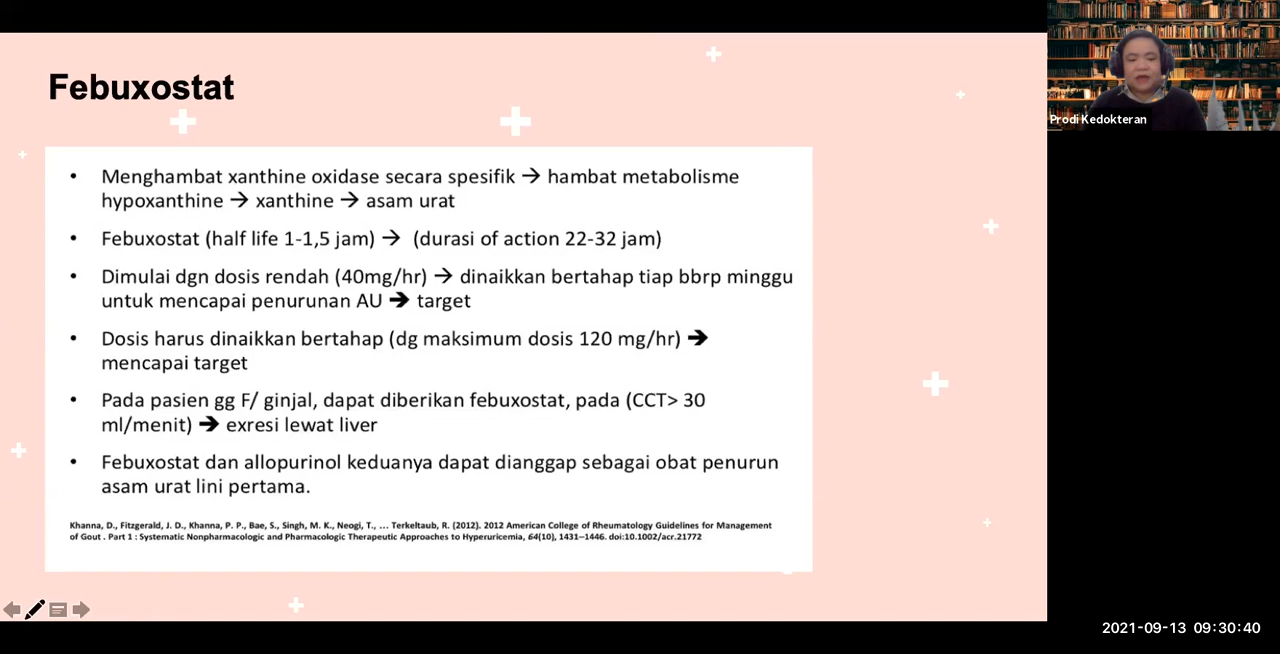 Febuxostat
• Menghambat xanthine oxidase secara spesifik → hambat metabolisme
hypoxanthine → xanthine → asam urat
• Febuxostat (half life 1-1,5 jam) → (durasi of action 22-32 jam)
• Dimulai dgn dosis rendah (40mg/hr) → dinaikkan bertahap tiap bbrp minggu
untuk mencapai penurunan AU → target
• Dosis harus dinaikkan bertahap (dg maksimum dosis 120 mg/hr) →
mencapai target
• Pada pasien gg F/ ginjal, dapat diberikan febuxostat, pada (CCT> 30
ml/menit) → exresi lewat liver
• Febuxostat dan allopurinol keduanya dapat dianggap sebagai obat penurun
asam urat lini pertama.
Khanna, D., Fitzgerald, J. D., Khanna, P. P., Bae, S., Singh, M. K., Neogi, T., … Terkeltaub, R. (2012). 2012 American College of Rheumatology Guidelines for Management
of Gout . Part 1 : Systematic Nonpharmacologic and Pharmacologic Therapeutic Approaches to Hyperuricemia, 64(10), 1431–1446. doi:10.1002/acr.21772
Prodi Kedokteran
2021-09-13 09:30:40